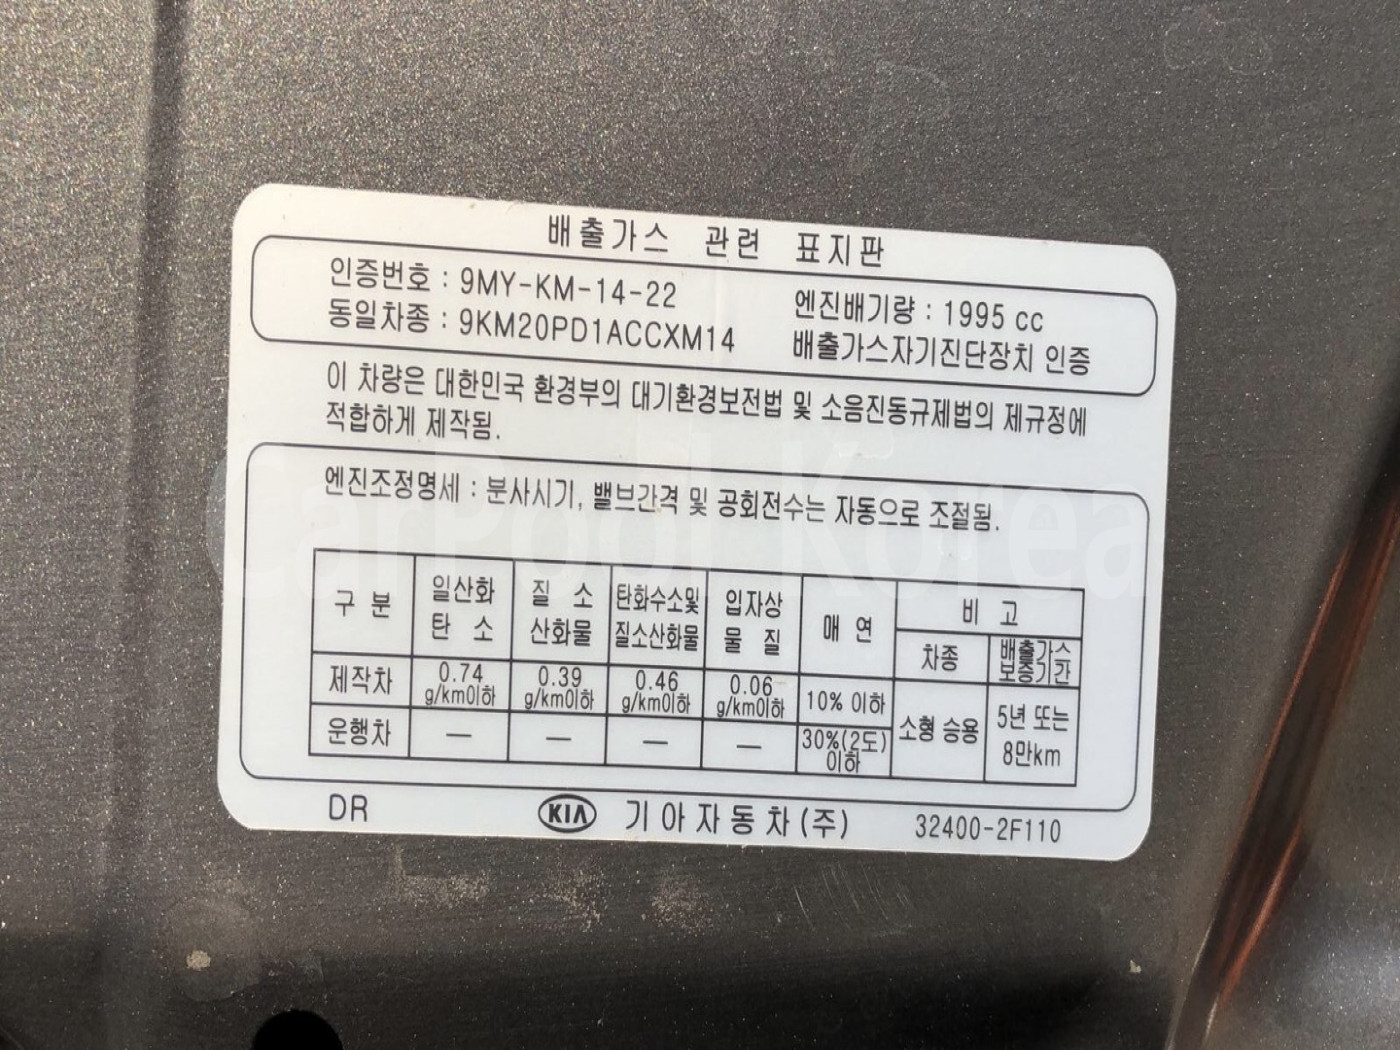 배출가스 관련 표지판
인증번호 : 9MY-KM-14-22
동일차종 : 9KM20PD1ACCXM14
엔진배기량 : 1995 cc
배출가스자기진단장치 인증
이 차량은 대한민국 환경부의 대기환경보전법 및 소음진동규제법의 제규정에
적합하게 제작됨.
엔진조정명세 : 분사시기, 밸브간격 및 공회전수는 자동으로 조절됨.
구 분 일산화 탄 소 질 소 산화물 탄화수소및 질소산화물 입자상 물 질 매 연 비 고
차종 배출가스 보증기간
제작차 0.74 g/km이하 0.39 g/km이하 0.46 g/km이하 0.06 g/km이하 10% 이하 소형 승용 5년 또는 8만km
운행차 — — — — 30%(2도) 이하
DR KIA 기아자동차(주) 32400-2F110
CarPool Korea